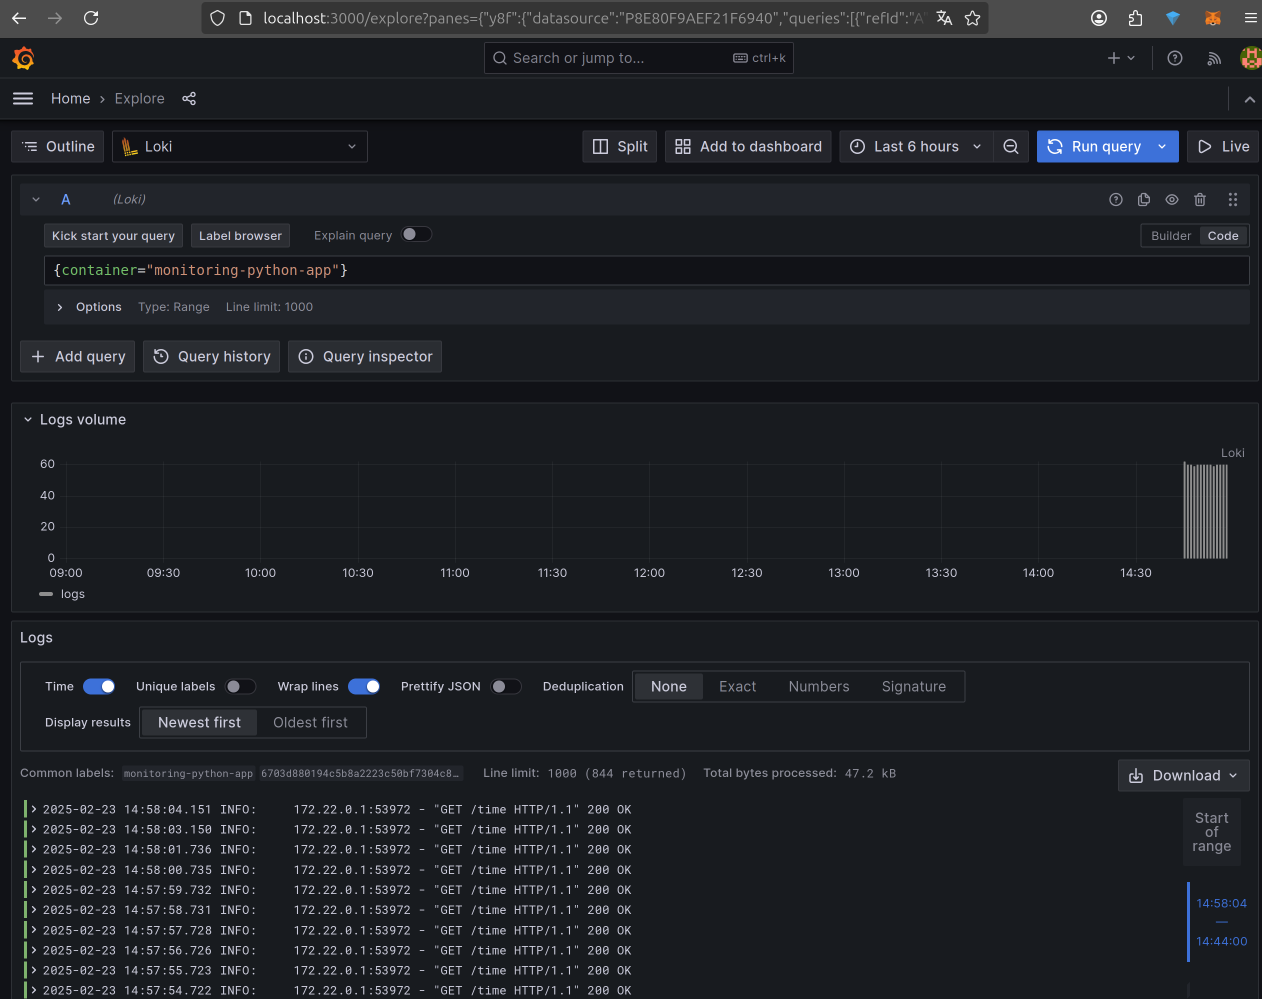 localhost:3000/explore?panes={"y8f":{"datasource":"P8E80F9AEF21F6940","queries":[{"refId":"A"
Search or jump to... ctrl+k
Home › Explore
Outline Loki Split Add to dashboard Last 6 hours Run query Live
A (Loki)
Kick start your query Label browser Explain query Builder Code
{container="monitoring-python-app"}
Options Type: Range Line limit: 1000
+ Add query Query history Query inspector
Logs volume
Loki
60
40
20
0
09:00 09:30 10:00 10:30 11:00 11:30 12:00 12:30 13:00 13:30 14:00 14:30
logs
Logs
Time Unique labels Wrap lines Prettify JSON Deduplication None Exact Numbers Signature
Display results Newest first Oldest first
Common labels: monitoring-python-app 6703d880194c5b8a2223c50bf7304c8… Line limit: 1000 (844 returned) Total bytes processed: 47.2 kB
Download
2025-02-23 14:58:04.151 INFO: 172.22.0.1:53972 - "GET /time HTTP/1.1" 200 OK
2025-02-23 14:58:03.150 INFO: 172.22.0.1:53972 - "GET /time HTTP/1.1" 200 OK
2025-02-23 14:58:01.736 INFO: 172.22.0.1:53972 - "GET /time HTTP/1.1" 200 OK
2025-02-23 14:58:00.735 INFO: 172.22.0.1:53972 - "GET /time HTTP/1.1" 200 OK
2025-02-23 14:57:59.732 INFO: 172.22.0.1:53972 - "GET /time HTTP/1.1" 200 OK
2025-02-23 14:57:58.731 INFO: 172.22.0.1:53972 - "GET /time HTTP/1.1" 200 OK
2025-02-23 14:57:57.728 INFO: 172.22.0.1:53972 - "GET /time HTTP/1.1" 200 OK
2025-02-23 14:57:56.726 INFO: 172.22.0.1:53972 - "GET /time HTTP/1.1" 200 OK
2025-02-23 14:57:55.723 INFO: 172.22.0.1:53972 - "GET /time HTTP/1.1" 200 OK
2025-02-23 14:57:54.722 INFO: 172.22.0.1:53972 - "GET /time HTTP/1.1" 200 OK
Start
of
range
14:58:04
—
14:44:00